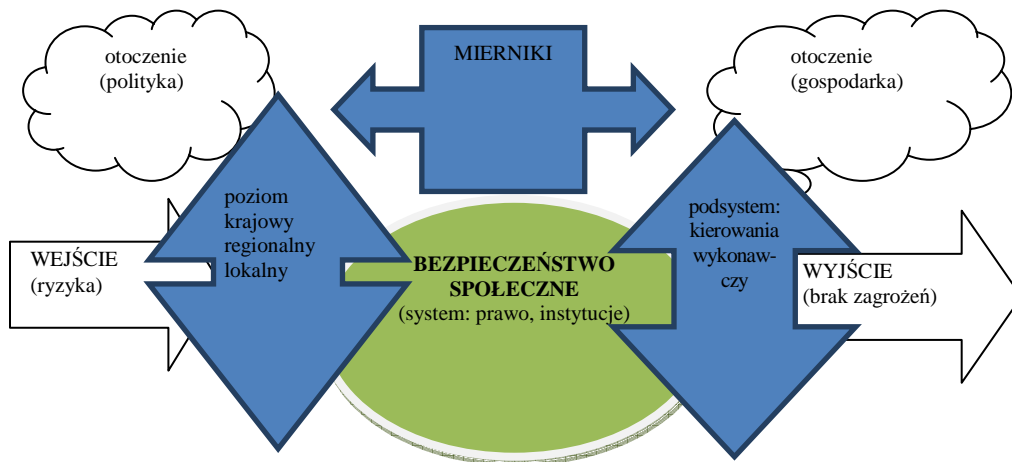 otoczenie
(polityka)
MIERNIKI
otoczenie
(gospodarka)
WEJŚCIE
(ryzyka)
poziom
krajowy
regionalny
lokalny
BEZPIECZEŃSTWO
SPOŁECZNE
(system: prawo, instytucje)
podsystem:
kierowania
wykonaw-
czy
WYJŚCIE
(brak zagrożeń)